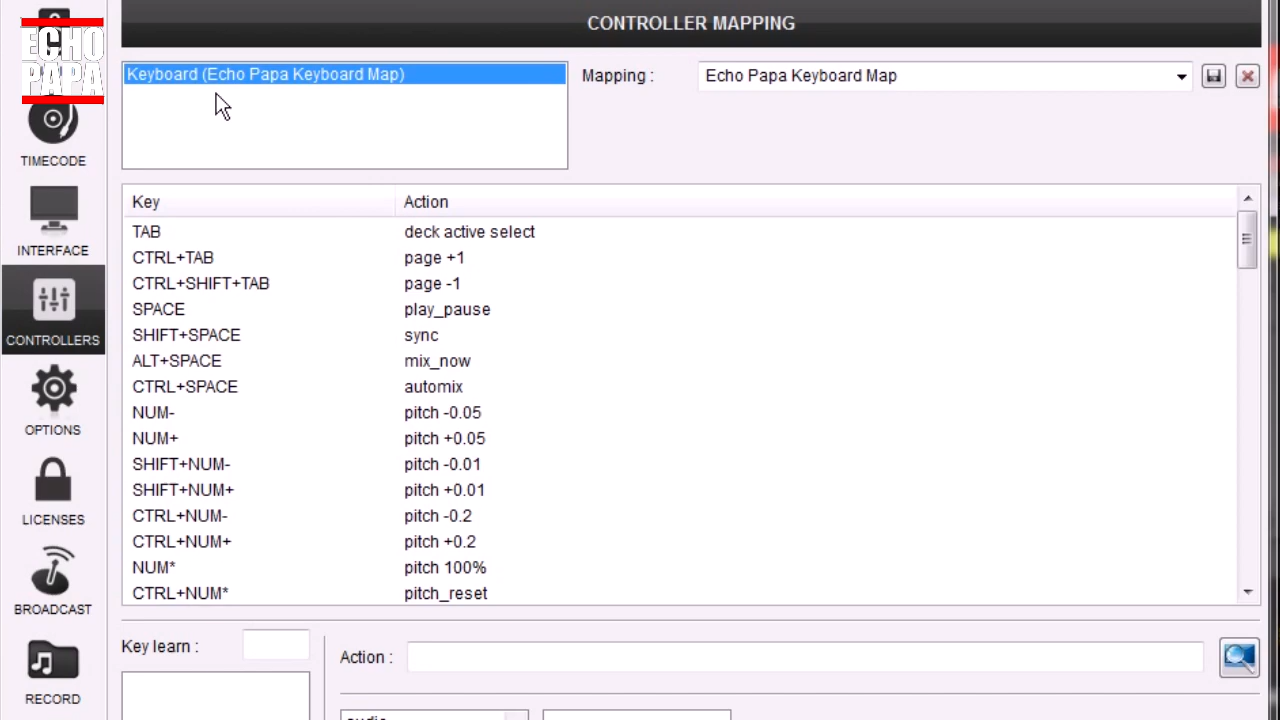 CONTROLLER MAPPING
ECHO
PAPA
TIMECODE
INTERFACE
CONTROLLERS
OPTIONS
LICENSES
BROADCAST
RECORD
Keyboard (Echo Papa Keyboard Map)
Mapping : Echo Papa Keyboard Map
Key Action
TAB deck active select
CTRL+TAB page +1
CTRL+SHIFT+TAB page -1
SPACE play_pause
SHIFT+SPACE sync
ALT+SPACE mix_now
CTRL+SPACE automix
NUM- pitch -0.05
NUM+ pitch +0.05
SHIFT+NUM- pitch -0.01
SHIFT+NUM+ pitch +0.01
CTRL+NUM- pitch -0.2
CTRL+NUM+ pitch +0.2
NUM* pitch 100%
CTRL+NUM* pitch_reset
Key learn :
Action :
audio